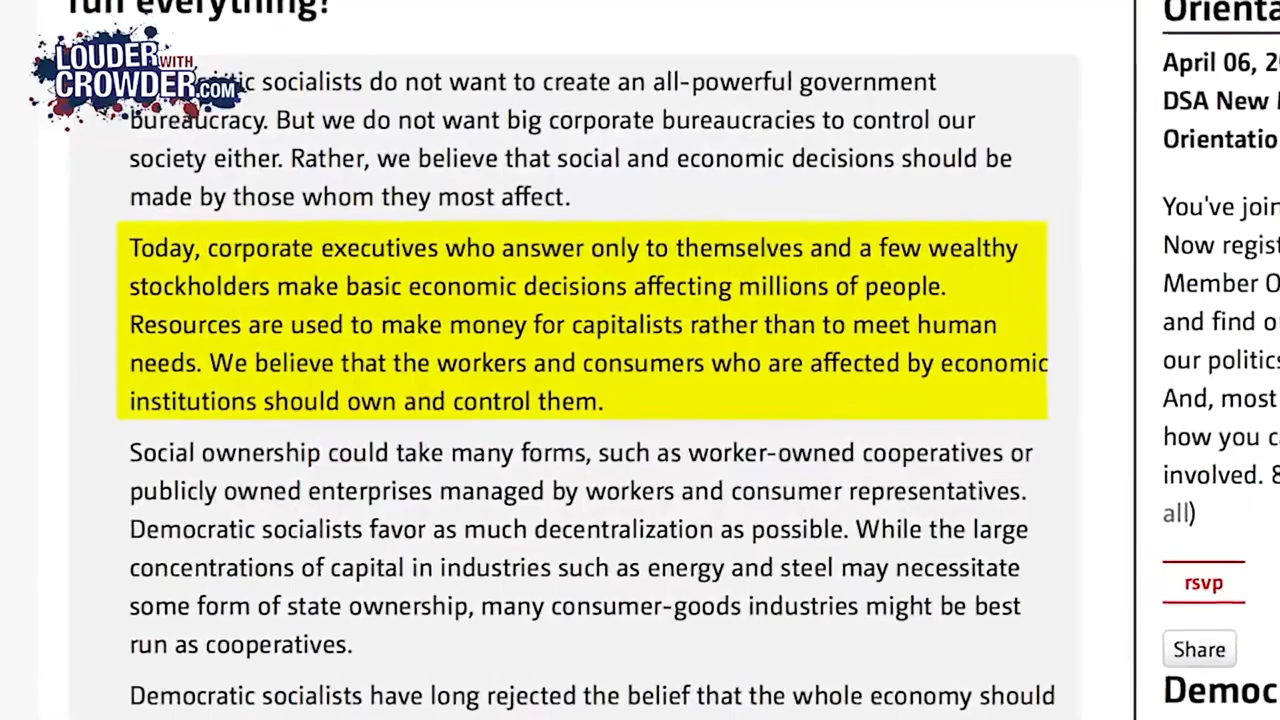 run everything?
LOUDER WITH
CROWDER.COM
socialists do not want to create an all-powerful government
bureaucracy. But we do not want big corporate bureaucracies to control our
society either. Rather, we believe that social and economic decisions should be
made by those whom they most affect.
Today, corporate executives who answer only to themselves and a few wealthy
stockholders make basic economic decisions affecting millions of people.
Resources are used to make money for capitalists rather than to meet human
needs. We believe that the workers and consumers who are affected by economic
institutions should own and control them.
Social ownership could take many forms, such as worker-owned cooperatives or
publicly owned enterprises managed by workers and consumer representatives.
Democratic socialists favor as much decentralization as possible. While the large
concentrations of capital in industries such as energy and steel may necessitate
some form of state ownership, many consumer-goods industries might be best
run as cooperatives.
Democratic socialists have long rejected the belief that the whole economy should
Orienta
April 06, 2
DSA New
Orientatio
You've join
Now regist
Member O
and find o
our politics
And, most
how you c
involved. &
all)
rsvp
Share
Democ